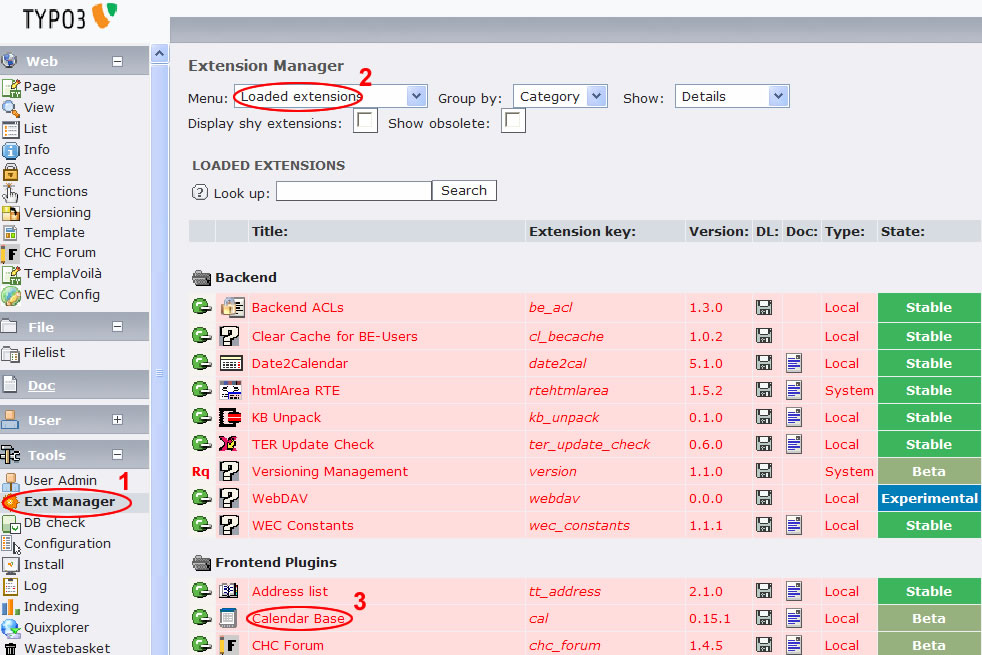 TYPO3
Web
Page
View
List
Info
Access
Functions
Versioning
Template
CHC Forum
TemplaVoilà
WEC Config
File
Filelist
Doc
User
Tools
User Admin 1
Ext Manager
DB check
Configuration
Install
Log
Indexing
Quixplorer
Wastebasket
Extension Manager
2
Menu: Loaded extensions Group by: Category Show: Details
Display shy extensions: Show obsolete:
LOADED EXTENSIONS
? Look up: Search
Title: Extension key: Version: DL: Doc: Type: State:
Backend
Backend ACLs be_acl 1.3.0 Local Stable
Clear Cache for BE-Users cl_becache 1.0.2 Local Stable
Date2Calendar date2cal 5.1.0 Local Stable
htmlArea RTE rtehtmlarea 1.5.2 System Stable
KB Unpack kb_unpack 0.1.0 Local Stable
TER Update Check ter_update_check 0.6.0 Local Stable
Rq Versioning Management version 1.1.0 System Beta
WebDAV webdav 0.0.0 Local Experimental
WEC Constants wec_constants 1.1.1 Local Stable
Frontend Plugins
Address list tt_address 2.1.0 Local Stable
3
Calendar Base cal 0.15.1 Local Beta
CHC Forum chc_forum 1.4.5 Local Beta